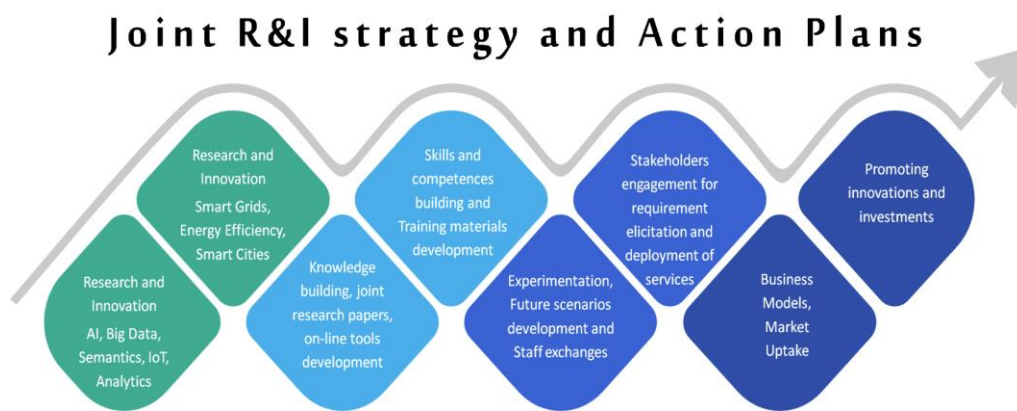 Joint R&I strategy and Action Plans
Research and
Innovation
AI, Big Data,
Semantics, IoT,
Analytics
Research and
Innovation
Smart Grids,
Energy Efficiency,
Smart Cities
Knowledge
building, joint
research papers,
on-line tools
development
Skills and
competences
building and
Training materials
development
Experimentation,
Future scenarios
development and
Staff exchanges
Stakeholders
engagement for
requirement
elicitation and
deployment of
services
Business
Models,
Market
Uptake
Promoting
innovations and
investments